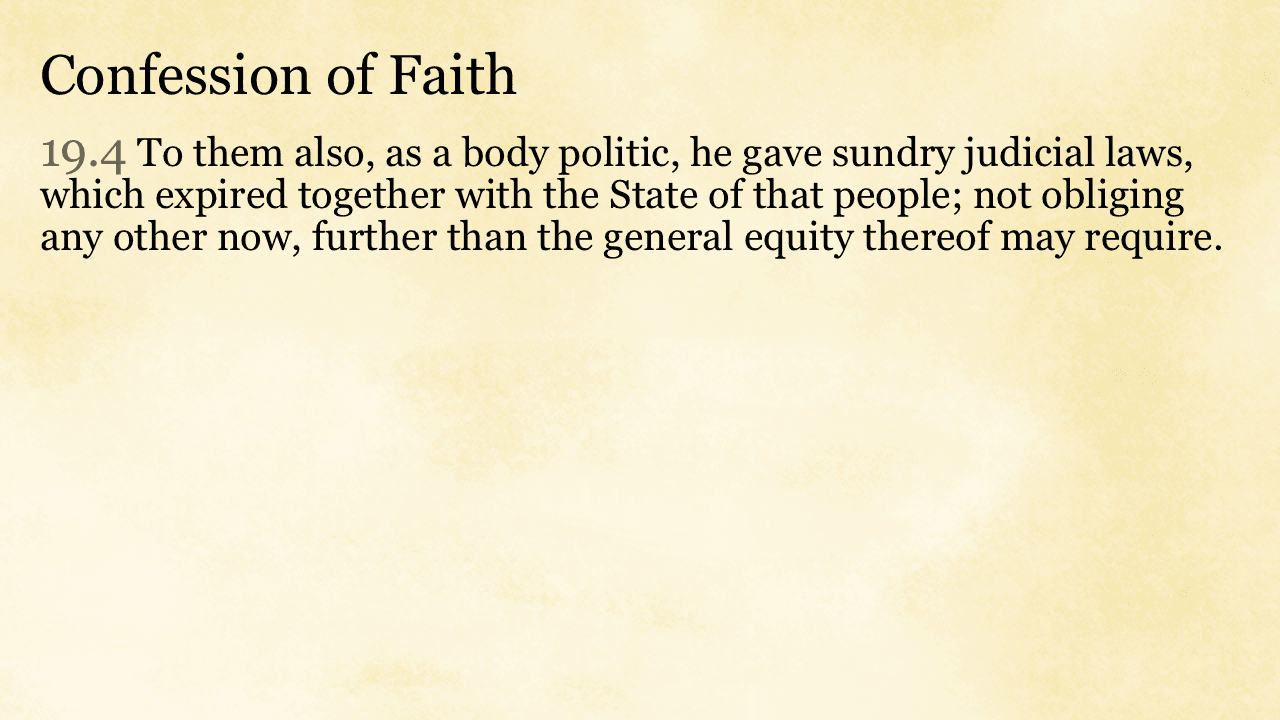 Confession of Faith
19.4 To them also, as a body politic, he gave sundry judicial laws,
which expired together with the State of that people; not obliging
any other now, further than the general equity thereof may require.